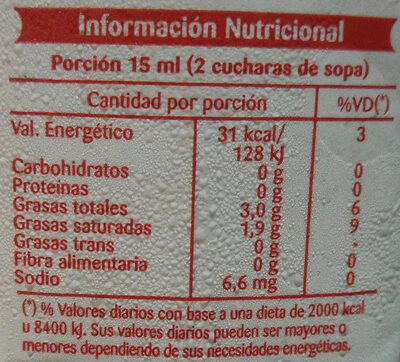 Información Nutricional
Porción 15 ml (2 cucharas de sopa)
Cantidad por porción %VD(*)
Val. Energético 31 kcal/ 3
128 kJ
Carbohidratos 0 g 0
Proteínas 0 g 0
Grasas totales 3,0 g 6
Grasas saturadas 1,9 g 9
Grasas trans 0 g -
Fibra alimentaria 0 g 0
Sodio 6,6 mg 0
(*) % Valores diarios con base a una dieta de 2000 kcal
u 8400 kJ. Sus valores diarios pueden ser mayores o
menores dependiendo de sus necesidades energéticas.